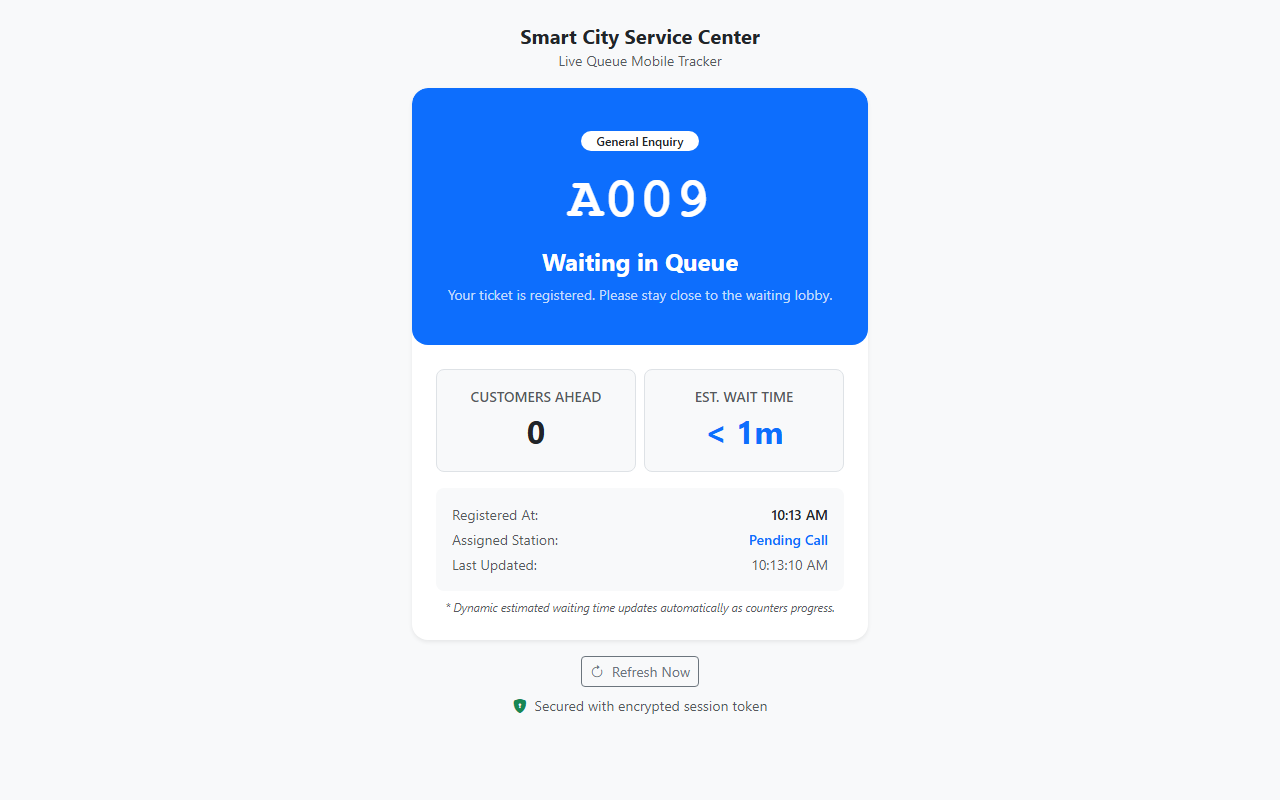 Smart City Service Center
Live Queue Mobile Tracker
General Enquiry
A009
Waiting in Queue
Your ticket is registered. Please stay close to the waiting lobby.
CUSTOMERS AHEAD
0
EST. WAIT TIME
< 1m
Registered At: 10:13 AM
Assigned Station: Pending Call
Last Updated: 10:13:10 AM
* Dynamic estimated waiting time updates automatically as counters progress.
Refresh Now
Secured with encrypted session token